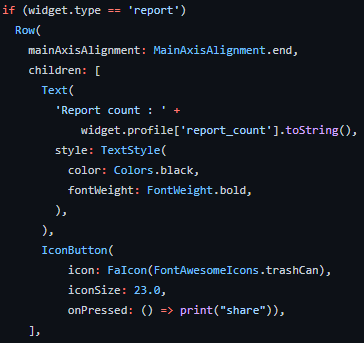 if (widget.type == 'report')
  Row(
    mainAxisAlignment: MainAxisAlignment.end,
    children: [
      Text(
        'Report count : ' +
            widget.profile['report_count'].toString(),
        style: TextStyle(
          color: Colors.black,
          fontWeight: FontWeight.bold,
        ),
      ),
      IconButton(
          icon: FaIcon(FontAwesomeIcons.trashCan),
          iconSize: 23.0,
          onPressed: () => print("share")),
    ],